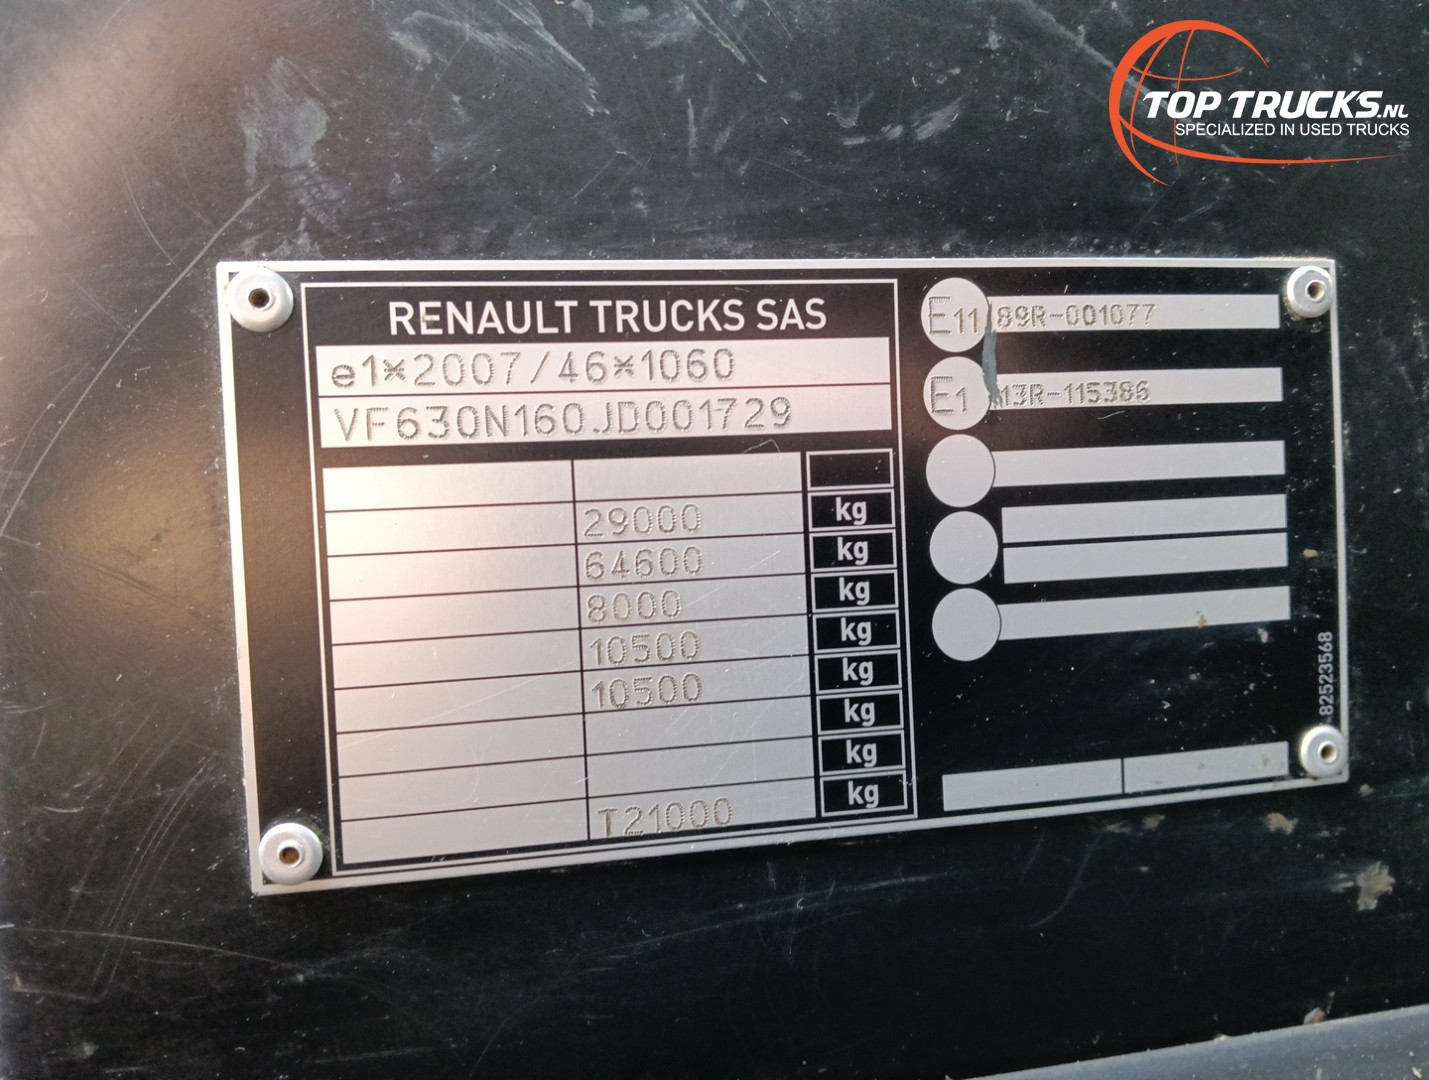 TOP TRUCKS.NL
SPECIALIZED IN USED TRUCKS
RENAULT TRUCKS SAS
e1*2007/46*1060
VF630N160JD001729
29000 kg
64600 kg
8000 kg
10500 kg
10500 kg
kg
kg
T21000 kg
E11 89R-001077
E1 13R-115386
82523568